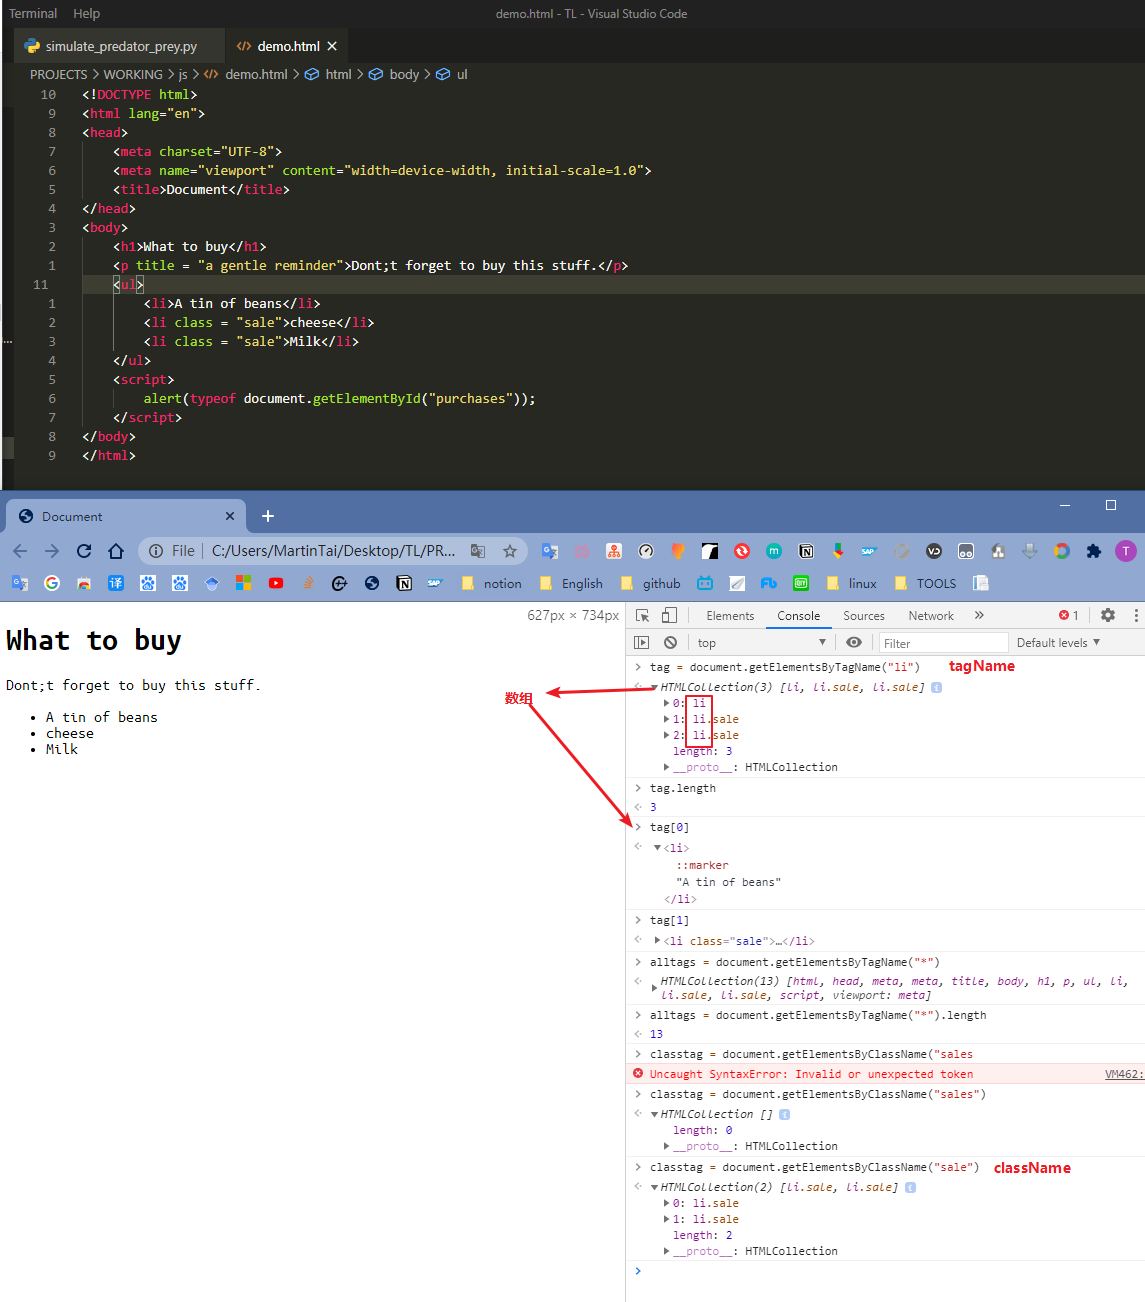 Terminal Help demo.html - TL - Visual Studio Code
simulate_predator_prey.py demo.html
PROJECTS > WORKING > js > demo.html > html > body > ul
10 <!DOCTYPE html>
9 <html lang="en">
8 <head>
7 <meta charset="UTF-8">
6 <meta name="viewport" content="width=device-width, initial-scale=1.0">
5 <title>Document</title>
4 </head>
3 <body>
2 <h1>What to buy</h1>
1 <p title = "a gentle reminder">Dont;t forget to buy this stuff.</p>
11 <ul>
1 <li>A tin of beans</li>
2 <li class = "sale">cheese</li>
3 <li class = "sale">Milk</li>
4 </ul>
5 <script>
6 alert(typeof document.getElementById("purchases"));
7 </script>
8 </body>
9 </html>
Document
File | C:/Users/MartinTai/Desktop/TL/PR...
notion English github linux TOOLS
627px × 734px
What to buy
Dont;t forget to buy this stuff.
• A tin of beans
• cheese
• Milk
数组
Elements Console Sources Network » 1
top Filter Default levels
> tag = document.getElementsByTagName("li") tagName
HTMLCollection(3) [li, li.sale, li.sale]
0: li
1: li.sale
2: li.sale
length: 3
__proto__: HTMLCollection
> tag.length
3
> tag[0]
<li>
::marker
"A tin of beans"
</li>
> tag[1]
<li class="sale">…</li>
> alltags = document.getElementsByTagName("*")
HTMLCollection(13) [html, head, meta, meta, title, body, h1, p, ul, li,
li.sale, li.sale, script, viewport: meta]
> alltags = document.getElementsByTagName("*").length
13
> classtag = document.getElementsByClassName("sales
Uncaught SyntaxError: Invalid or unexpected token VM462:
> classtag = document.getElementsByClassName("sales")
HTMLCollection []
length: 0
__proto__: HTMLCollection
> classtag = document.getElementsByClassName("sale") className
HTMLCollection(2) [li.sale, li.sale]
0: li.sale
1: li.sale
length: 2
__proto__: HTMLCollection
>